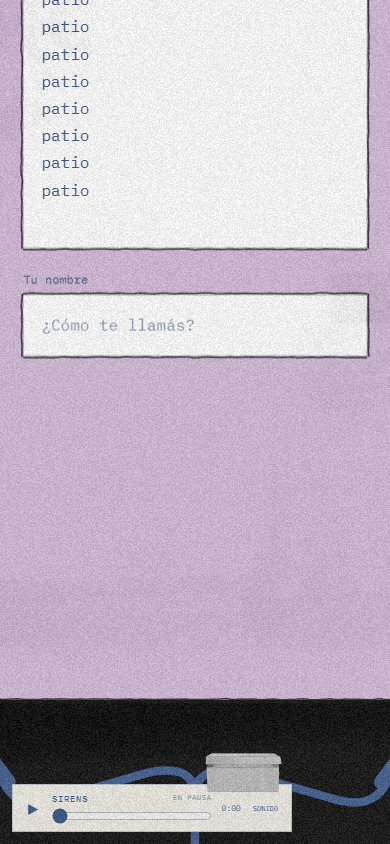 patio
patio
patio
patio
patio
patio
patio
patio
Tu nombre
¿Cómo te llamás?
SIRENS
EN PAUSA
0:00
SONIDO